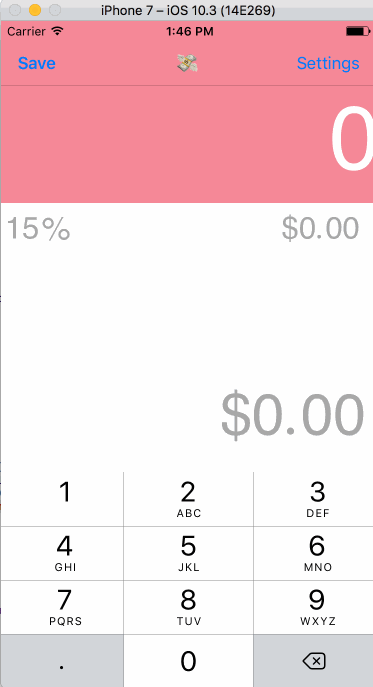 iPhone 7 – iOS 10.3 (14E269)
Carrier 1:46 PM
Save 💸 Settings
0
15% $0.00
$0.00
1 2 3
ABC DEF
4 5 6
GHI JKL MNO
7 8 9
PQRS TUV WXYZ
. 0